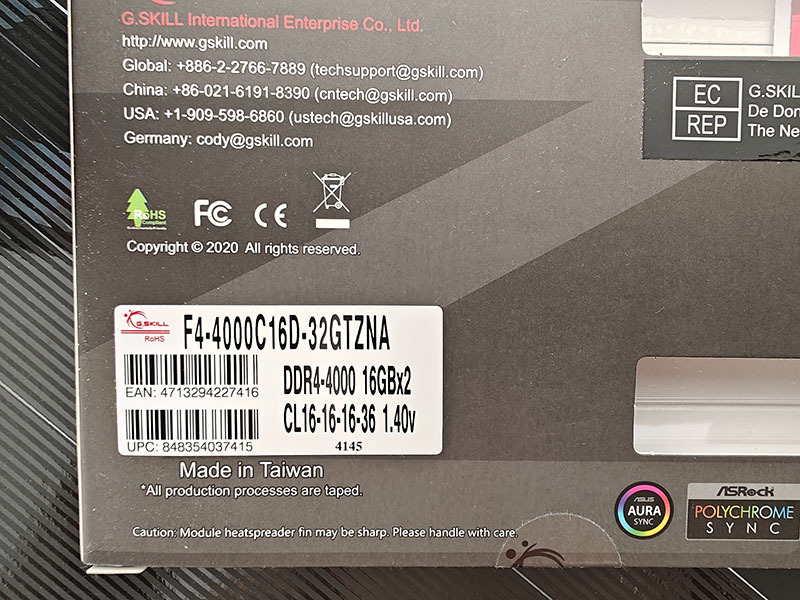 G.SKILL International Enterprise Co., Ltd.
http://www.gskill.com
Global: +886-2-2766-7889 (techsupport@gskill.com)
China: +86-021-6191-8390 (cntech@gskill.com)
USA: +1-909-598-6860 (ustech@gskillusa.com)
Germany: cody@gskill.com
EC
REP
G.SKILL
De Don
The Ne
RoHS
Compliant
FC
CE
Copyright © 2020 All rights reserved.
G.SKILL
RoHS
F4-4000C16D-32GTZNA
EAN: 4713294227416
DDR4-4000 16GBx2
CL16-16-16-36 1.40v
UPC: 848354037415
4145
Made in Taiwan
*All production processes are taped.
Caution: Module heatspreader fin may be sharp. Please handle with care.
ASUS
AURA
SYNC
ASRock
POLYCHROME
SYNC